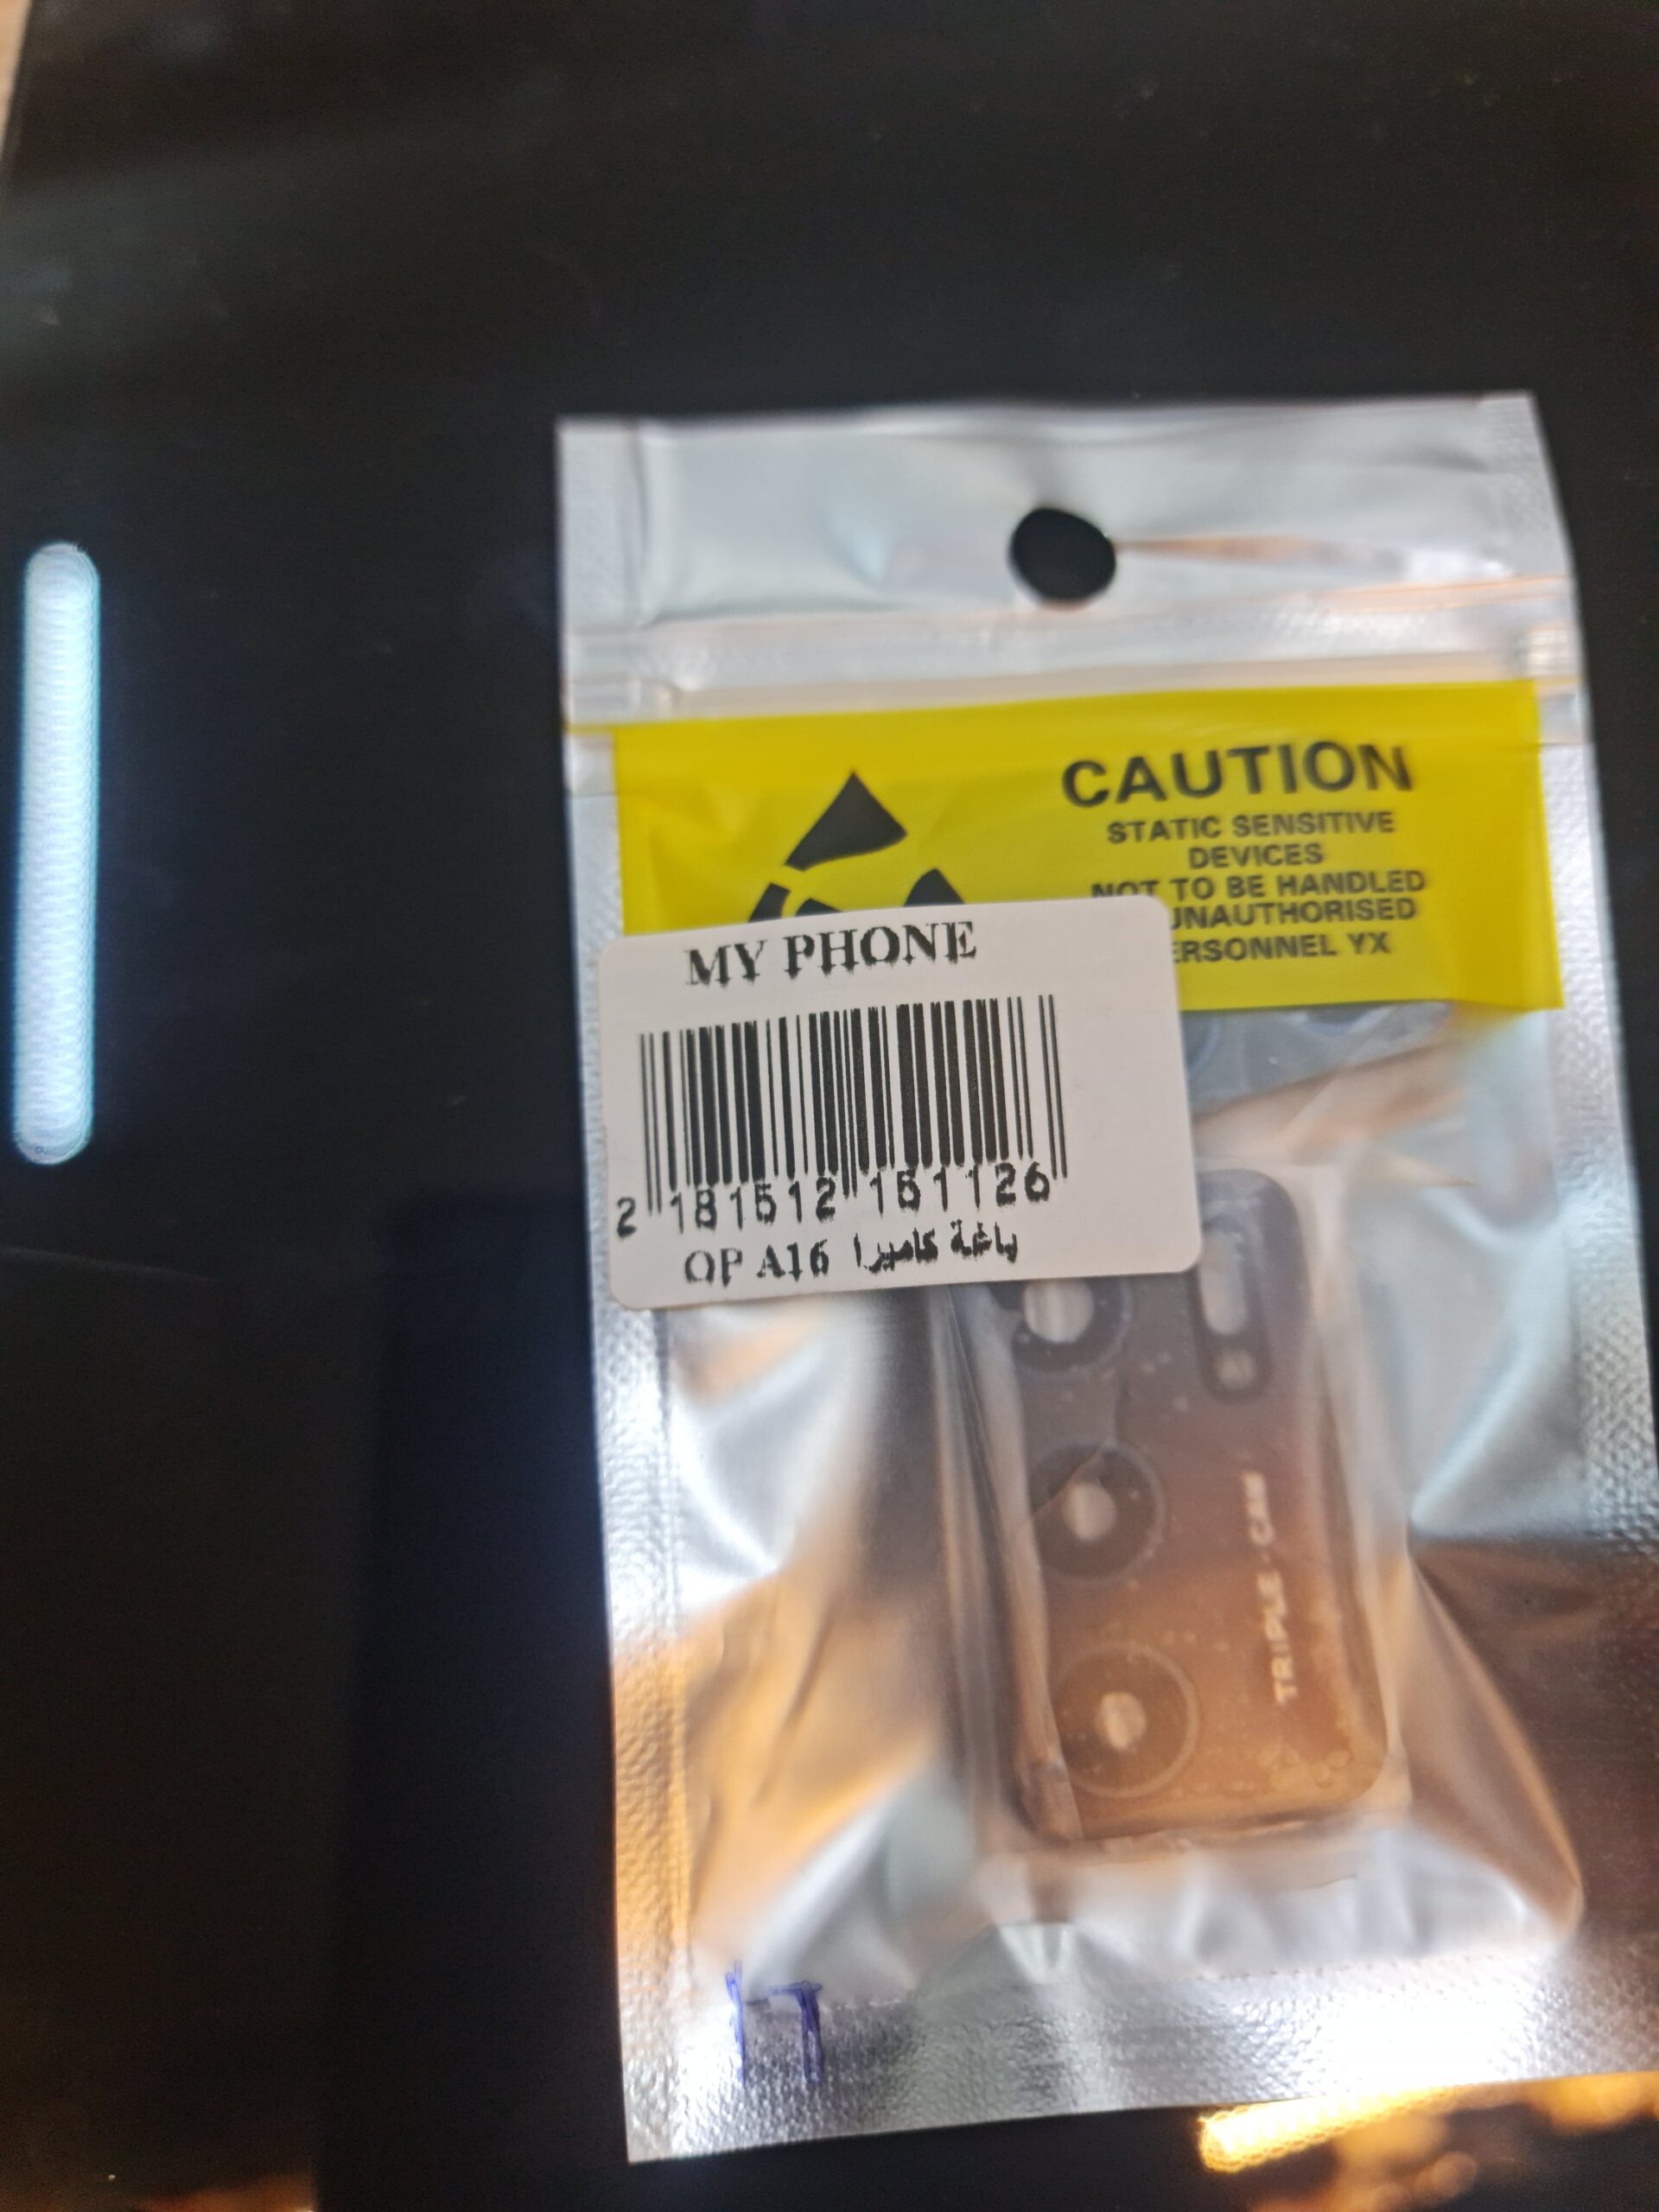 CAUTION
STATIC SENSITIVE
DEVICES
NOT TO BE HANDLED
UNAUTHORISED
ERSONNEL YX
MY PHONE
2 181512 151126
OP A16 باغة كاميرا
TRIPLE-CAM